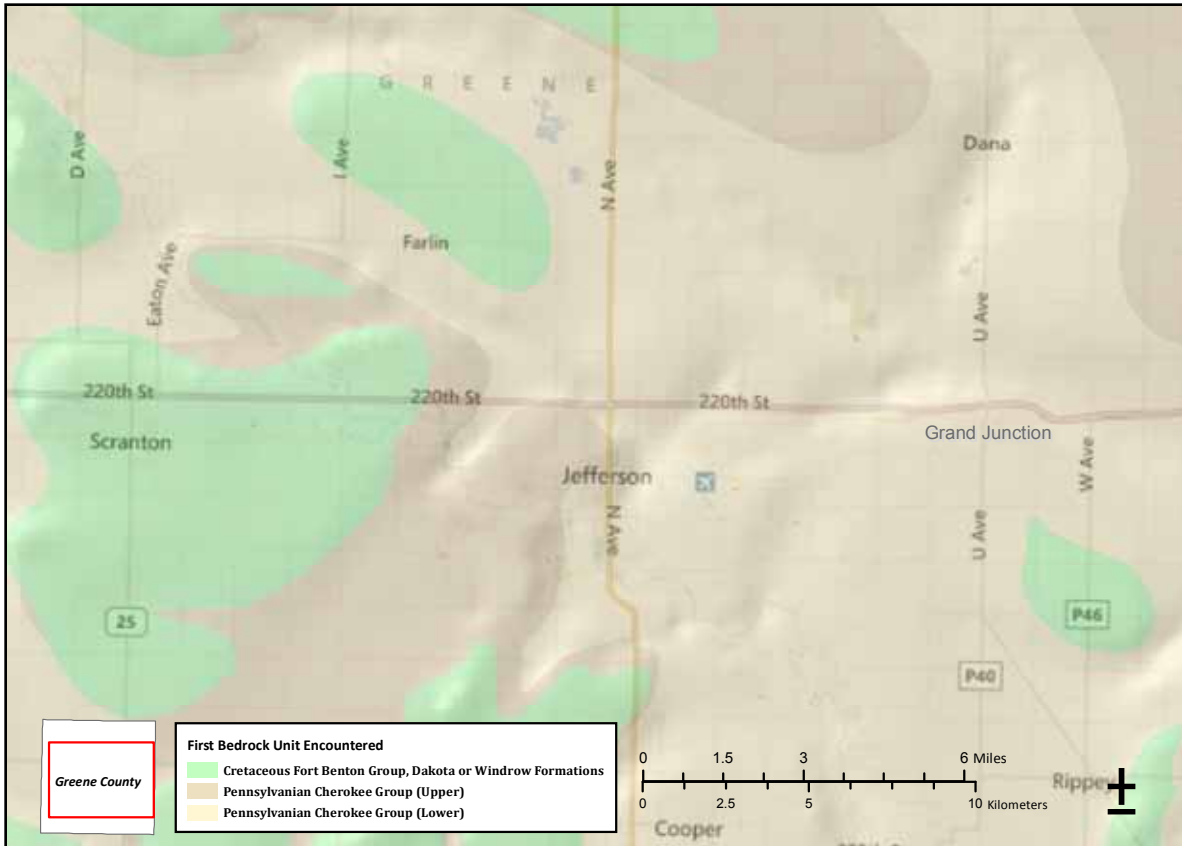 G R E E N E
D Ave
I Ave
N Ave
Dana
Farlin
Eaton Ave
U Ave
220th St
220th St
220th St
Scranton
Grand Junction
Jefferson
W Ave
N Ave
U Ave
25
P46
P40
Greene County
First Bedrock Unit Encountered
Cretaceous Fort Benton Group, Dakota or Windrow Formations
Pennsylvanian Cherokee Group (Upper)
Pennsylvanian Cherokee Group (Lower)
0 1.5 3 6 Miles
0 2.5 5 10 Kilometers
Rippey
Cooper